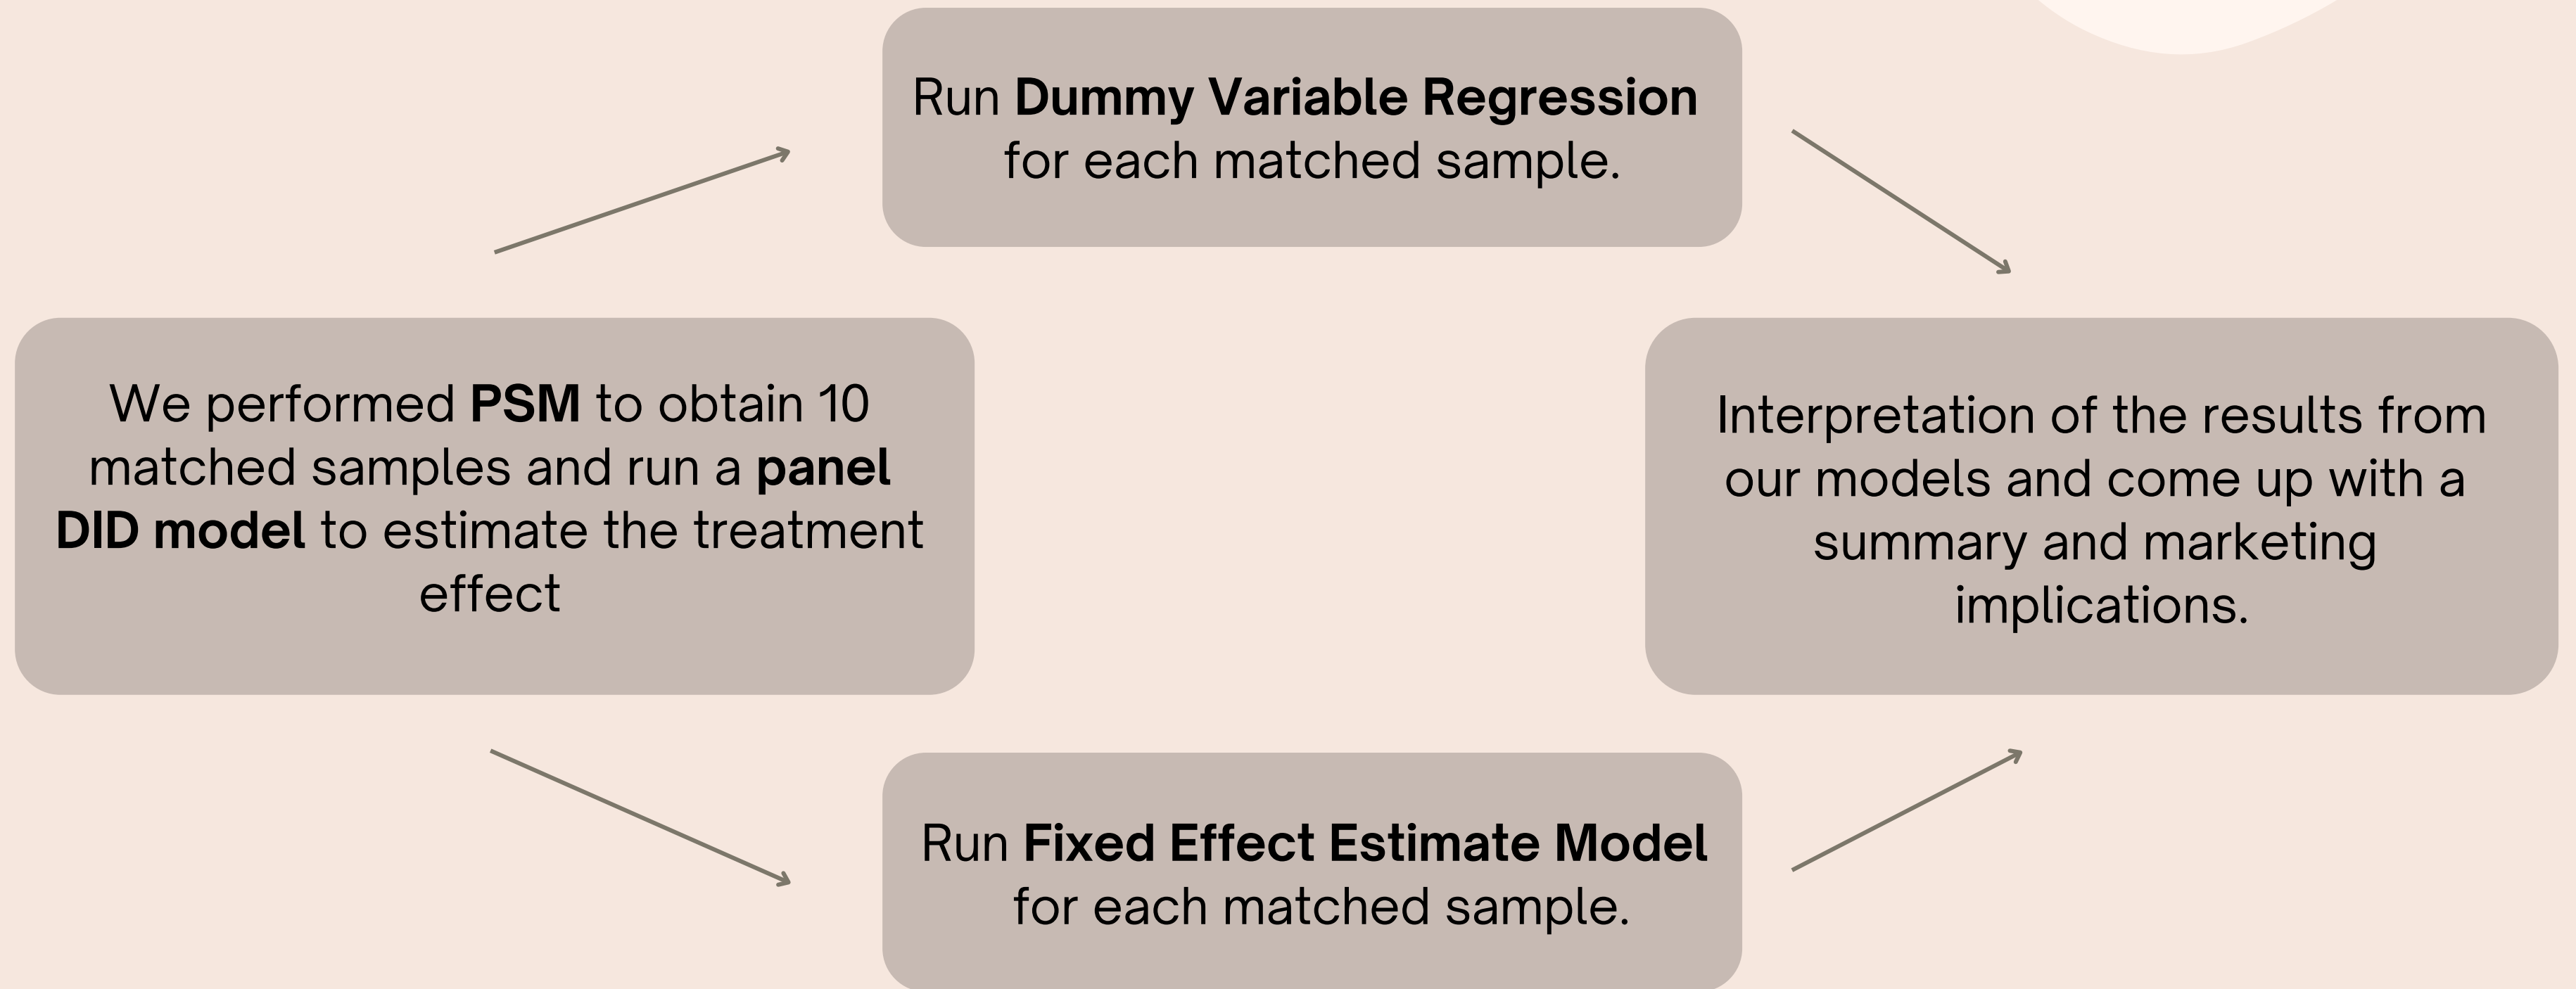 Run Dummy Variable Regression
for each matched sample.
We performed PSM to obtain 10
matched samples and run a panel
DID model to estimate the treatment
effect
Interpretation of the results from
our models and come up with a
summary and marketing
implications.
Run Fixed Effect Estimate Model
for each matched sample.